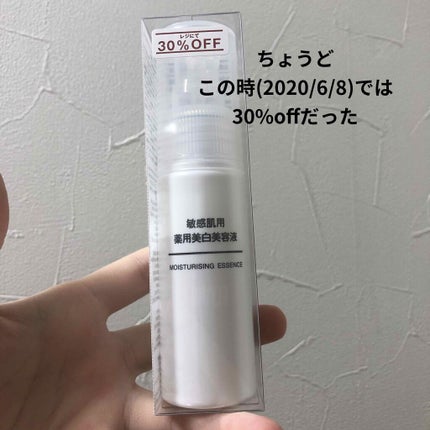 レジにて
30%OFF
ちょうど
この時(2020/6/8)では
30%offだった
敏感肌用
薬用美白美容液
MOISTURISING ESSENCE